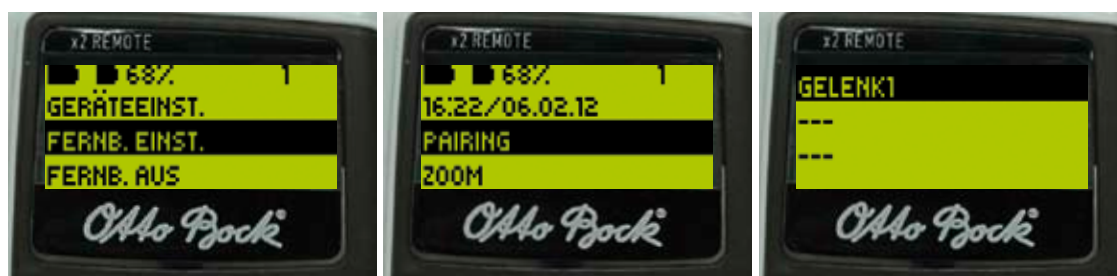 x2 REMOTE
68% 1
GERÄTEEINST.
FERNB. EINST.
FERNB. AUS
Otto Bock®
x2 REMOTE
68% 1
16:22/06.02.12
PAIRING
200M
Otto Bock®
x2 REMOTE
GELENK1
---
---
Otto Bock®